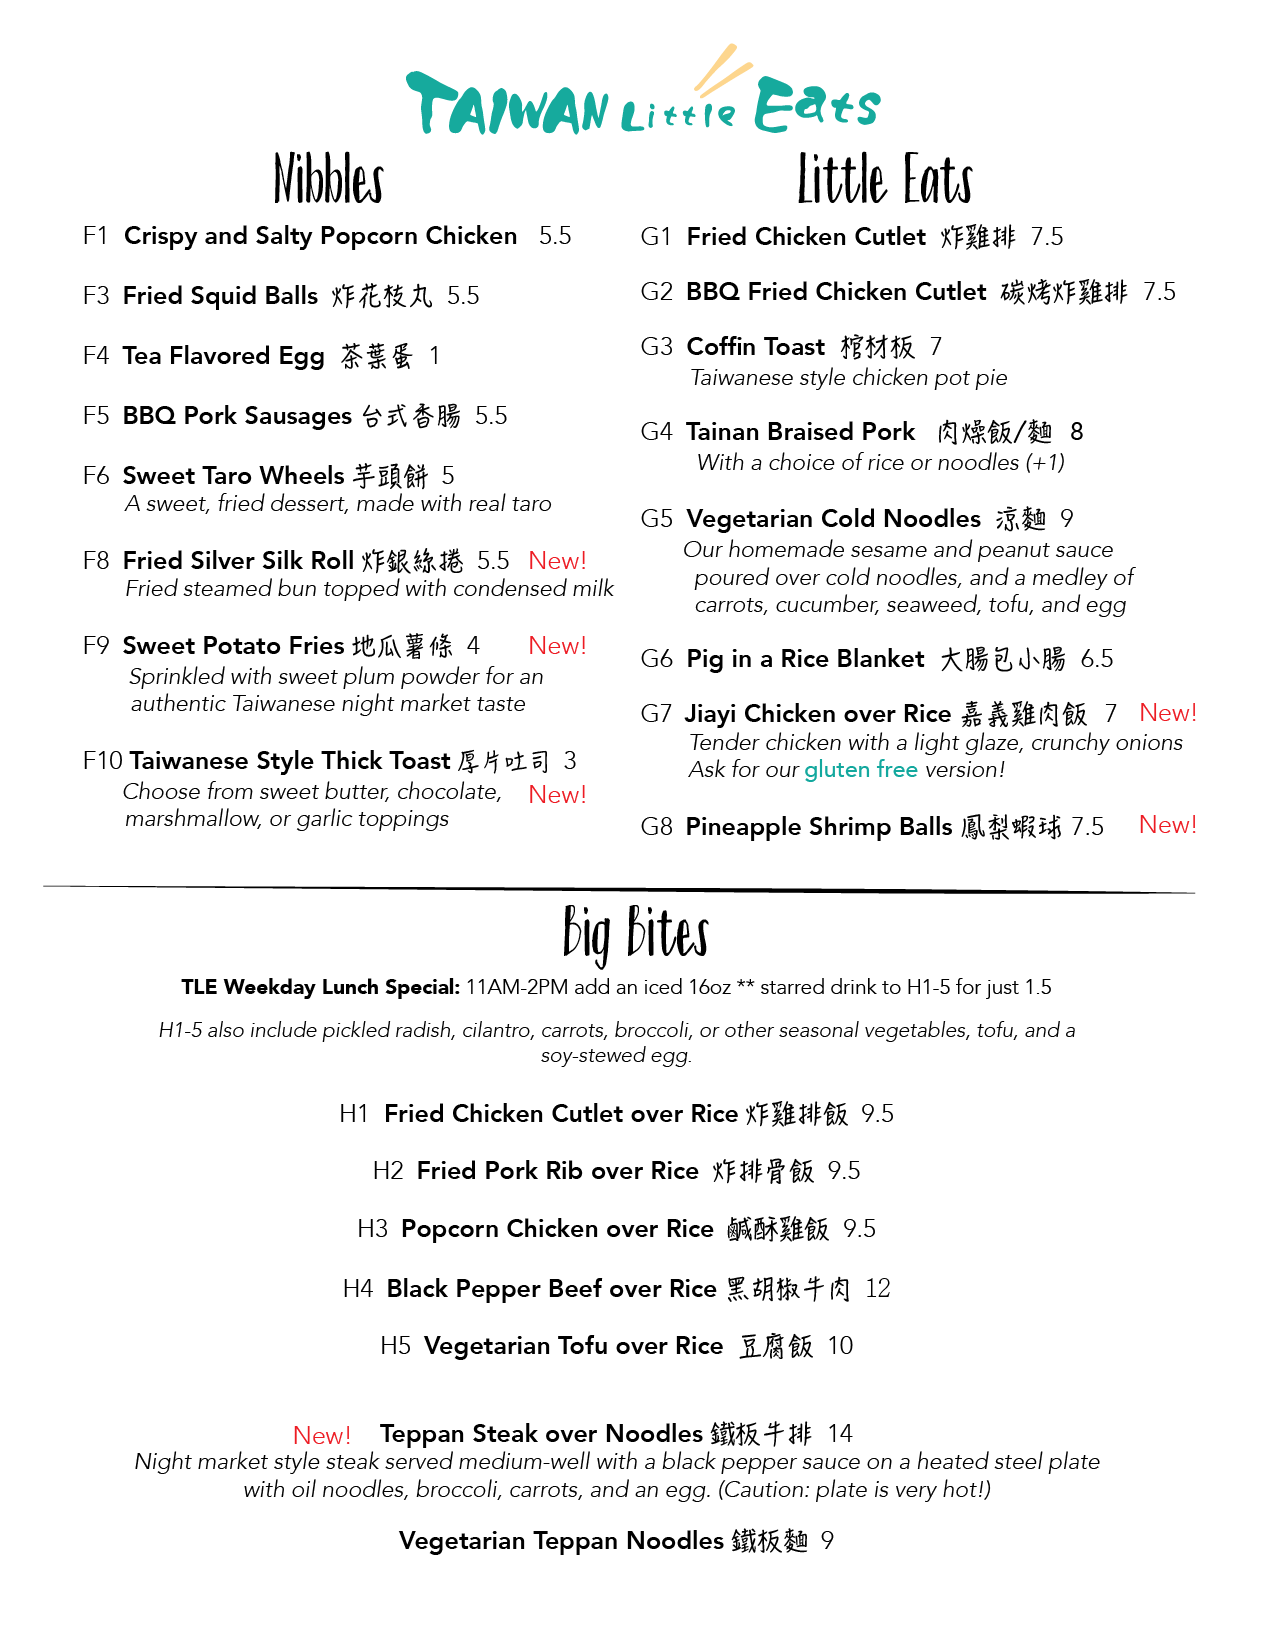 TAIWAN Little Eats
Nibbles
F1 Crispy and Salty Popcorn Chicken 5.5
F3 Fried Squid Balls 炸花枝丸 5.5
F4 Tea Flavored Egg 茶葉蛋 1
F5 BBQ Pork Sausages 台式香腸 5.5
F6 Sweet Taro Wheels 芋頭餅 5
A sweet, fried dessert, made with real taro
F8 Fried Silver Silk Roll 炸銀絲捲 5.5 New!
Fried steamed bun topped with condensed milk
F9 Sweet Potato Fries 地瓜薯條 4 New!
Sprinkled with sweet plum powder for an
authentic Taiwanese night market taste
F10 Taiwanese Style Thick Toast 厚片吐司 3
Choose from sweet butter, chocolate, New!
marshmallow, or garlic toppings
Little Eats
G1 Fried Chicken Cutlet 炸雞排 7.5
G2 BBQ Fried Chicken Cutlet 碳烤炸雞排 7.5
G3 Coffin Toast 棺材板 7
Taiwanese style chicken pot pie
G4 Tainan Braised Pork 肉燥飯/麵 8
With a choice of rice or noodles (+1)
G5 Vegetarian Cold Noodles 涼麵 9
Our homemade sesame and peanut sauce
poured over cold noodles, and a medley of
carrots, cucumber, seaweed, tofu, and egg
G6 Pig in a Rice Blanket 大腸包小腸 6.5
G7 Jiayi Chicken over Rice 嘉義雞肉飯 7 New!
Tender chicken with a light glaze, crunchy onions
Ask for our gluten free version!
G8 Pineapple Shrimp Balls 鳳梨蝦球 7.5 New!
Big Bites
TLE Weekday Lunch Special: 11AM-2PM add an iced 16oz ** starred drink to H1-5 for just 1.5
H1-5 also include pickled radish, cilantro, carrots, broccoli, or other seasonal vegetables, tofu, and a
soy-stewed egg.
H1 Fried Chicken Cutlet over Rice 炸雞排飯 9.5
H2 Fried Pork Rib over Rice 炸排骨飯 9.5
H3 Popcorn Chicken over Rice 鹹酥雞飯 9.5
H4 Black Pepper Beef over Rice 黑胡椒牛肉 12
H5 Vegetarian Tofu over Rice 豆腐飯 10
New! Teppan Steak over Noodles 鐵板牛排 14
Night market style steak served medium-well with a black pepper sauce on a heated steel plate
with oil noodles, broccoli, carrots, and an egg. (Caution: plate is very hot!)
Vegetarian Teppan Noodles 鐵板麵 9